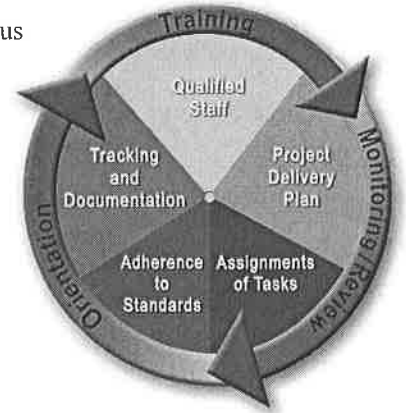 us
Training
Qualified
Staff
Tracking
and
Documentation
Project
Delivery
Plan
Monitoring/Review
Orientation
Adherence
to
Standards
Assignments
of Tasks